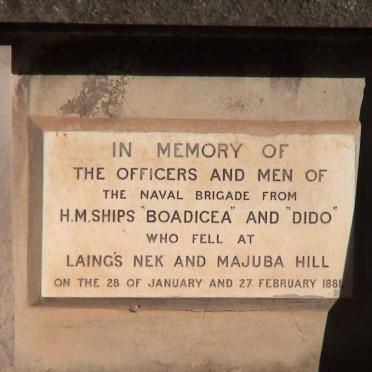 IN MEMORY OF
THE OFFICERS AND MEN OF
THE NAVAL BRIGADE FROM
H.M.SHIPS "BOADICEA" AND "DIDO"
WHO FELL AT
LAING'S NEK AND MAJUBA HILL
ON THE 28 OF JANUARY AND 27 FEBRUARY 1881